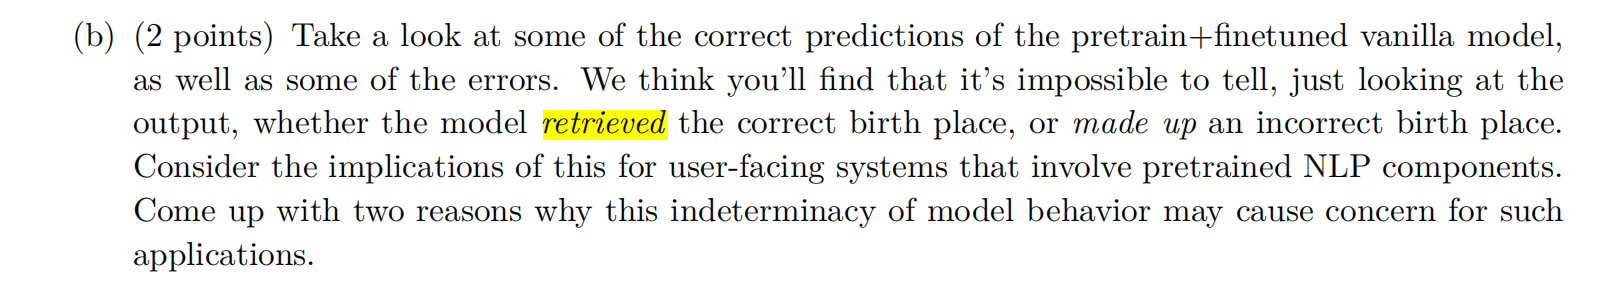 (b) (2 points) Take a look at some of the correct predictions of the pretrain+finetuned vanilla model,
as well as some of the errors. We think you'll find that it's impossible to tell, just looking at the
output, whether the model retrieved the correct birth place, or made up an incorrect birth place.
Consider the implications of this for user-facing systems that involve pretrained NLP components.
Come up with two reasons why this indeterminacy of model behavior may cause concern for such
applications.